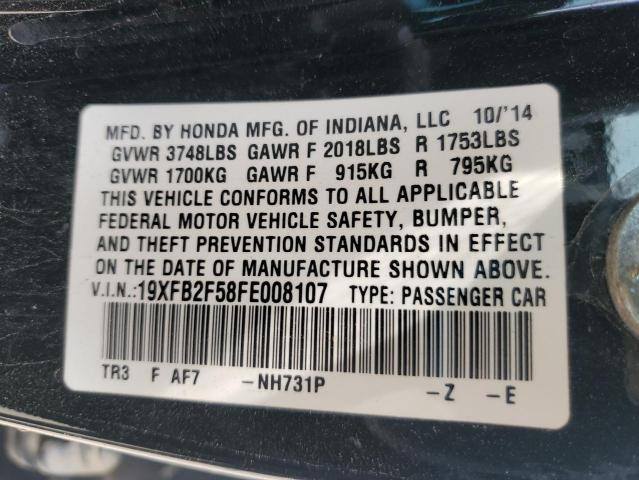 MFD. BY HONDA MFG. OF INDIANA, LLC 10/'14
GVWR 3748LBS GAWR F 2018LBS R 1753LBS
GVWR 1700KG GAWR F 915KG R 795KG
THIS VEHICLE CONFORMS TO ALL APPLICABLE
FEDERAL MOTOR VEHICLE SAFETY, BUMPER,
AND THEFT PREVENTION STANDARDS IN EFFECT
ON THE DATE OF MANUFACTURE SHOWN ABOVE.
V.I.N.:19XFB2F58FE008107 TYPE: PASSENGER CAR
TR3 F AF7 -NH731P -Z -E